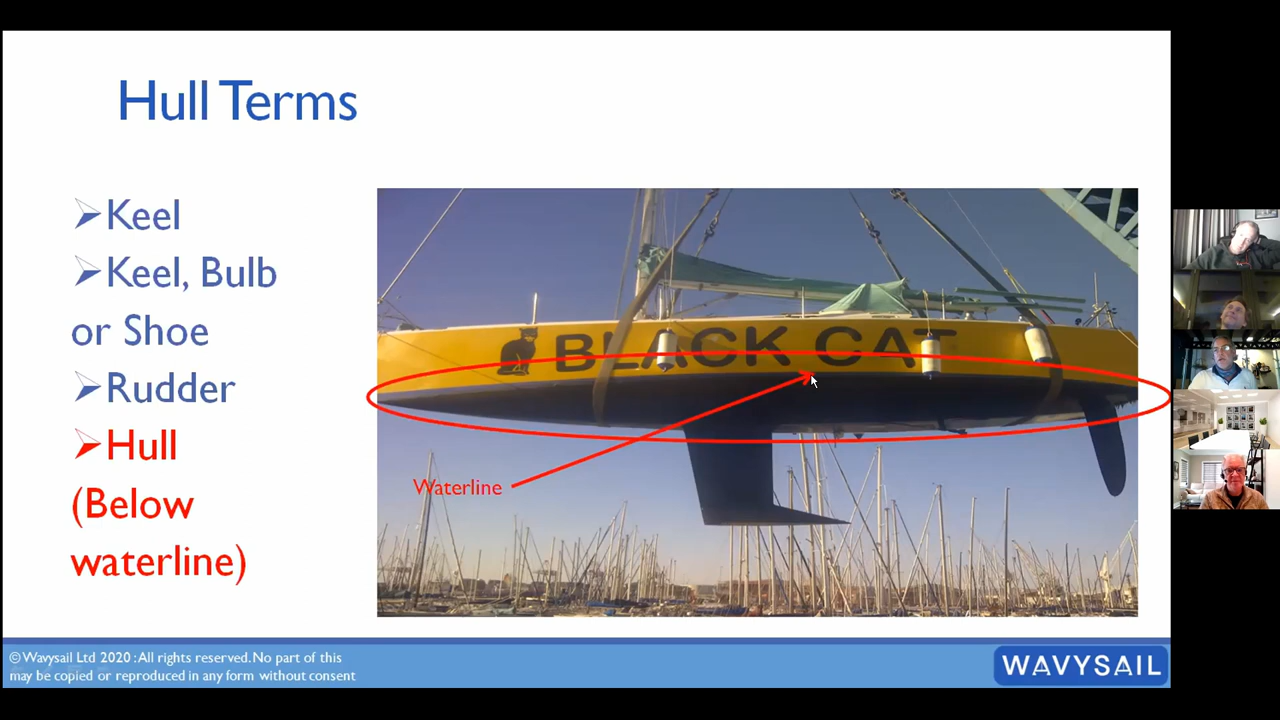 Hull Terms
Keel
Keel, Bulb
or Shoe
Rudder
Hull
(Below
waterline)
BLACK CAT
Waterline
© Wavysail Ltd 2020 : All rights reserved. No part of this
may be copied or reproduced in any form without consent
WAVYSAIL